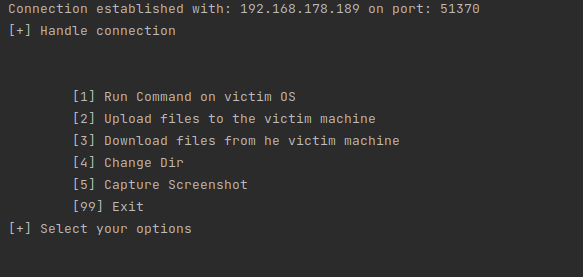 Connection established with: 192.168.178.189 on port: 51370
[+] Handle connection
[1] Run Command on victim OS
[2] Upload files to the victim machine
[3] Download files from he victim machine
[4] Change Dir
[5] Capture Screenshot
[99] Exit
[+] Select your options